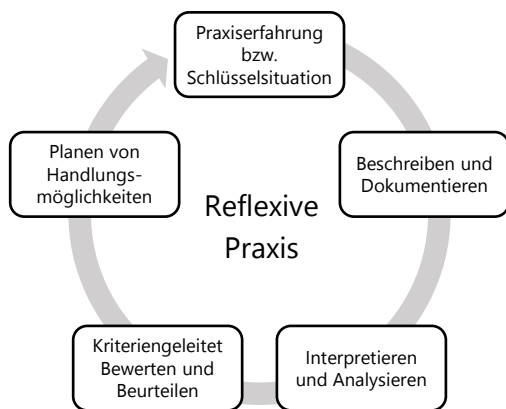 Praxiserfahrung
bzw.
Schlüsselsituation
Beschreiben und
Dokumentieren
Interpretieren
und Analysieren
Kriteriengeleitet
Bewerten und
Beurteilen
Planen von
Handlungs-
möglichkeiten
Reflexive
Praxis